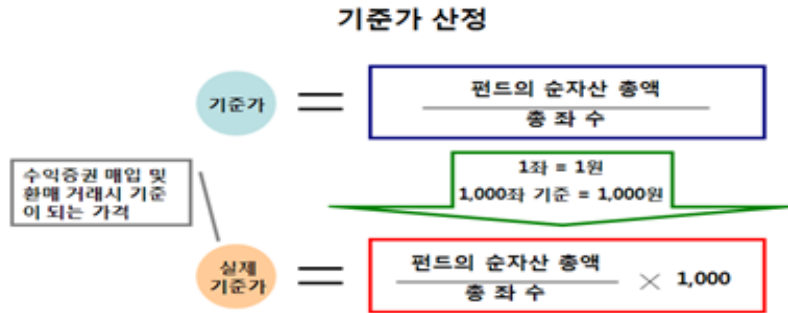 기준가 산정
기준가
=
펀드의 순자산 총액
총 좌 수
1좌 = 1원
1,000좌 기준 = 1,000원
수익증권 매입 및
환매 거래시 기준
이 되는 가격
실제
기준가
=
펀드의 순자산 총액
총 좌 수
× 1,000